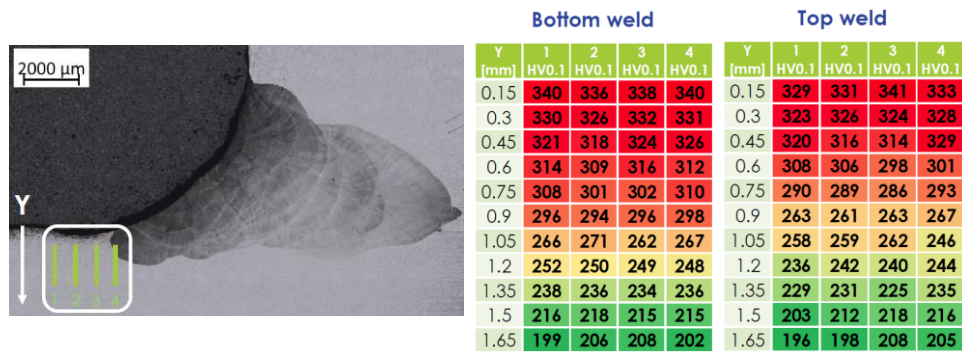 Bottom weld
Y [mm] 1 HV0.1 2 HV0.1 3 HV0.1 4 HV0.1
0.15 340 336 338 340
0.3 330 326 332 331
0.45 321 318 324 326
0.6 314 309 316 312
0.75 308 301 302 310
0.9 296 294 296 298
1.05 266 271 262 267
1.2 252 250 249 248
1.35 238 236 234 236
1.5 216 218 215 215
1.65 199 206 208 202
Top weld
Y [mm] 1 HV0.1 2 HV0.1 3 HV0.1 4 HV0.1
0.15 329 331 341 333
0.3 323 326 324 328
0.45 320 316 314 329
0.6 308 306 298 301
0.75 290 289 286 293
0.9 263 261 263 267
1.05 258 259 262 246
1.2 236 242 240 244
1.35 229 231 225 235
1.5 203 212 218 216
1.65 196 198 208 205
2000 μm
Y
1 2 3 4